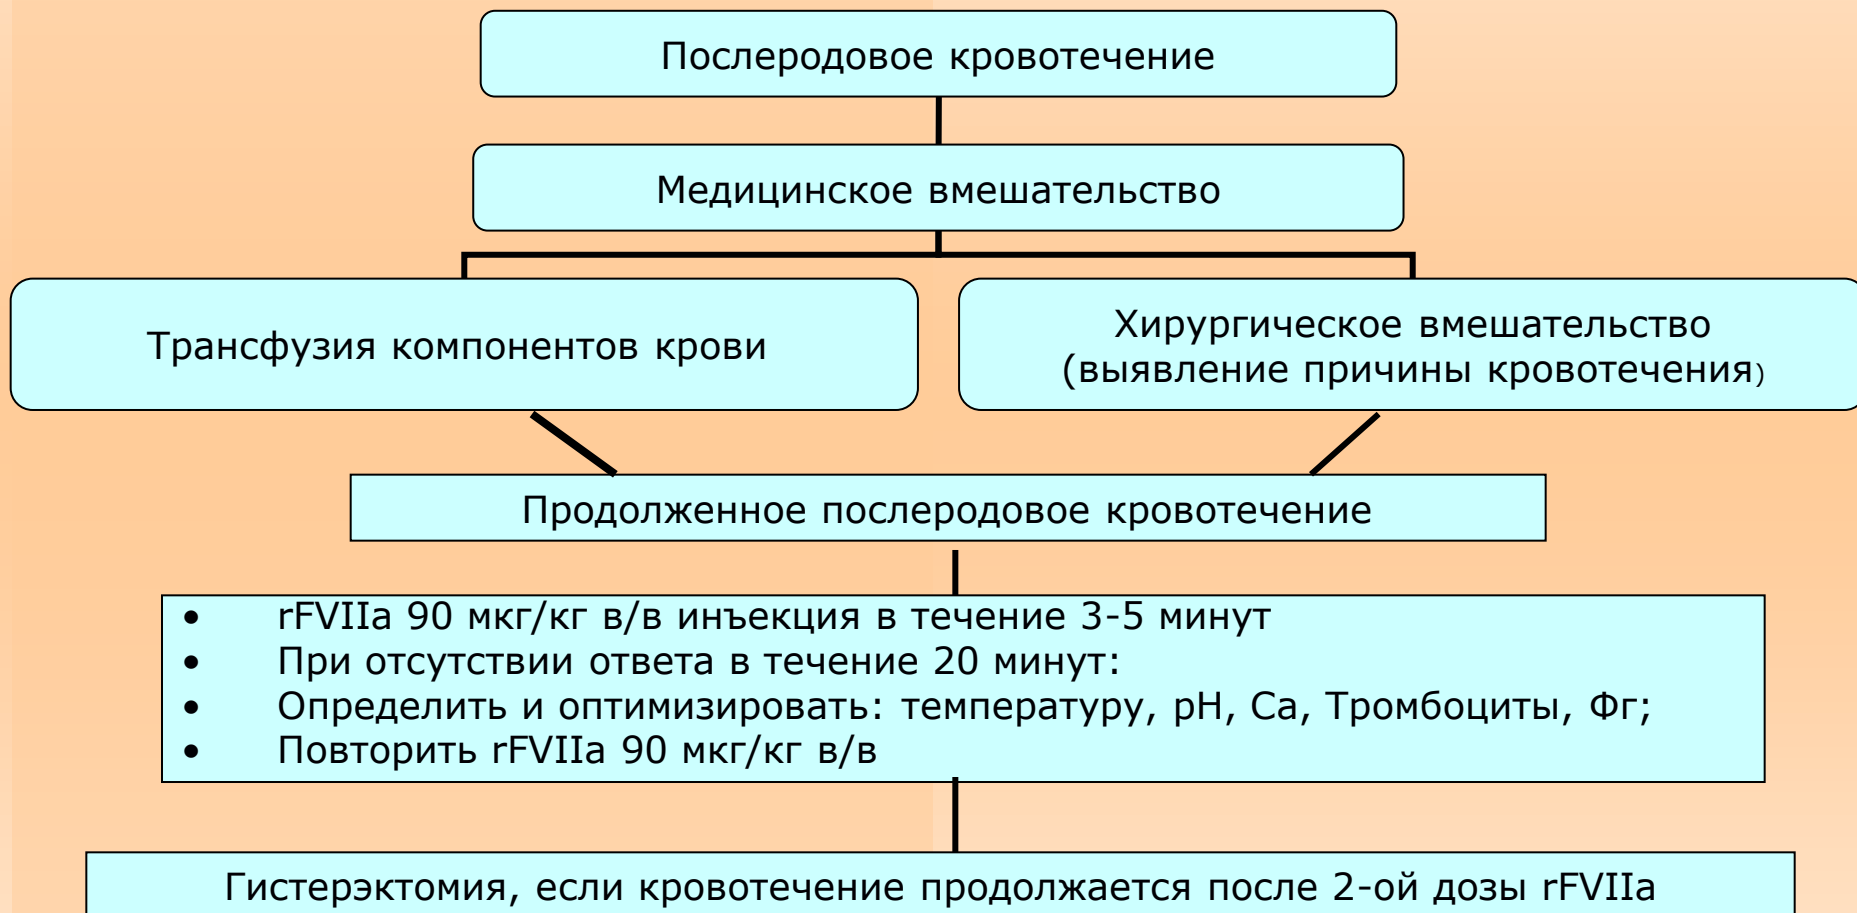 Послеродовое кровотечение
Медицинское вмешательство
Трансфузия компонентов крови
Хирургическое вмешательство
(выявление причины кровотечения)
Продолженное послеродовое кровотечение
• rFVIIa 90 мкг/кг в/в инъекция в течение 3-5 минут
• При отсутствии ответа в течение 20 минут:
• Определить и оптимизировать: температуру, pH, Ca, Тромбоциты, Фг;
• Повторить rFVIIa 90 мкг/кг в/в
Гистерэктомия, если кровотечение продолжается после 2-ой дозы rFVIIa